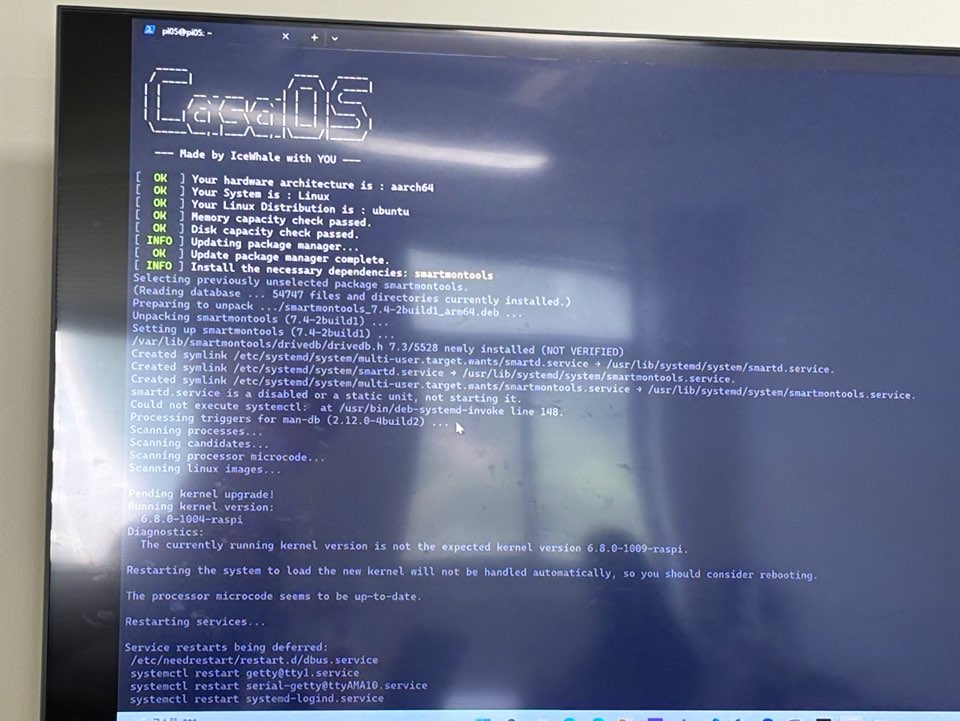 pi05@pi05: ~
CasaOS
--- Made by IceWhale with YOU ---
[ OK ] Your hardware architecture is : aarch64
[ OK ] Your System is : Linux
[ OK ] Your Linux Distribution is : ubuntu
[ OK ] Memory capacity check passed.
[ OK ] Disk capacity check passed.
[ INFO ] Updating package manager...
[ OK ] Update package manager complete.
[ INFO ] Install the necessary dependencies: smartmontools
Selecting previously unselected package smartmontools.
(Reading database ... 54747 files and directories currently installed.)
Preparing to unpack .../smartmontools_7.4-2build1_arm64.deb ...
Unpacking smartmontools (7.4-2build1) ...
Setting up smartmontools (7.4-2build1) ...
/var/lib/smartmontools/drivedb/drivedb.h 7.3/5528 newly installed (NOT VERIFIED)
Created symlink /etc/systemd/system/multi-user.target.wants/smartd.service → /usr/lib/systemd/system/smartd.service.
Created symlink /etc/systemd/system/smartd.service → /usr/lib/systemd/system/smartmontools.service.
Created symlink /etc/systemd/system/multi-user.target.wants/smartmontools.service → /usr/lib/systemd/system/smartmontools.service.
smartd.service is a disabled or a static unit, not starting it.
Could not execute systemctl:  at /usr/bin/deb-systemd-invoke line 148.
Processing triggers for man-db (2.12.0-4build2) ...
Scanning processes...
Scanning candidates...
Scanning processor microcode...
Scanning linux images...
Pending kernel upgrade!
Running kernel version:
6.8.0-1004-raspi
Diagnostics:
The currently running kernel version is not the expected kernel version 6.8.0-1009-raspi.
Restarting the system to load the new kernel will not be handled automatically, so you should consider rebooting.
The processor microcode seems to be up-to-date.
Restarting services...
Service restarts being deferred:
/etc/needrestart/restart.d/dbus.service
systemctl restart getty@tty1.service
systemctl restart serial-getty@ttyAMA10.service
systemctl restart systemd-logind.service